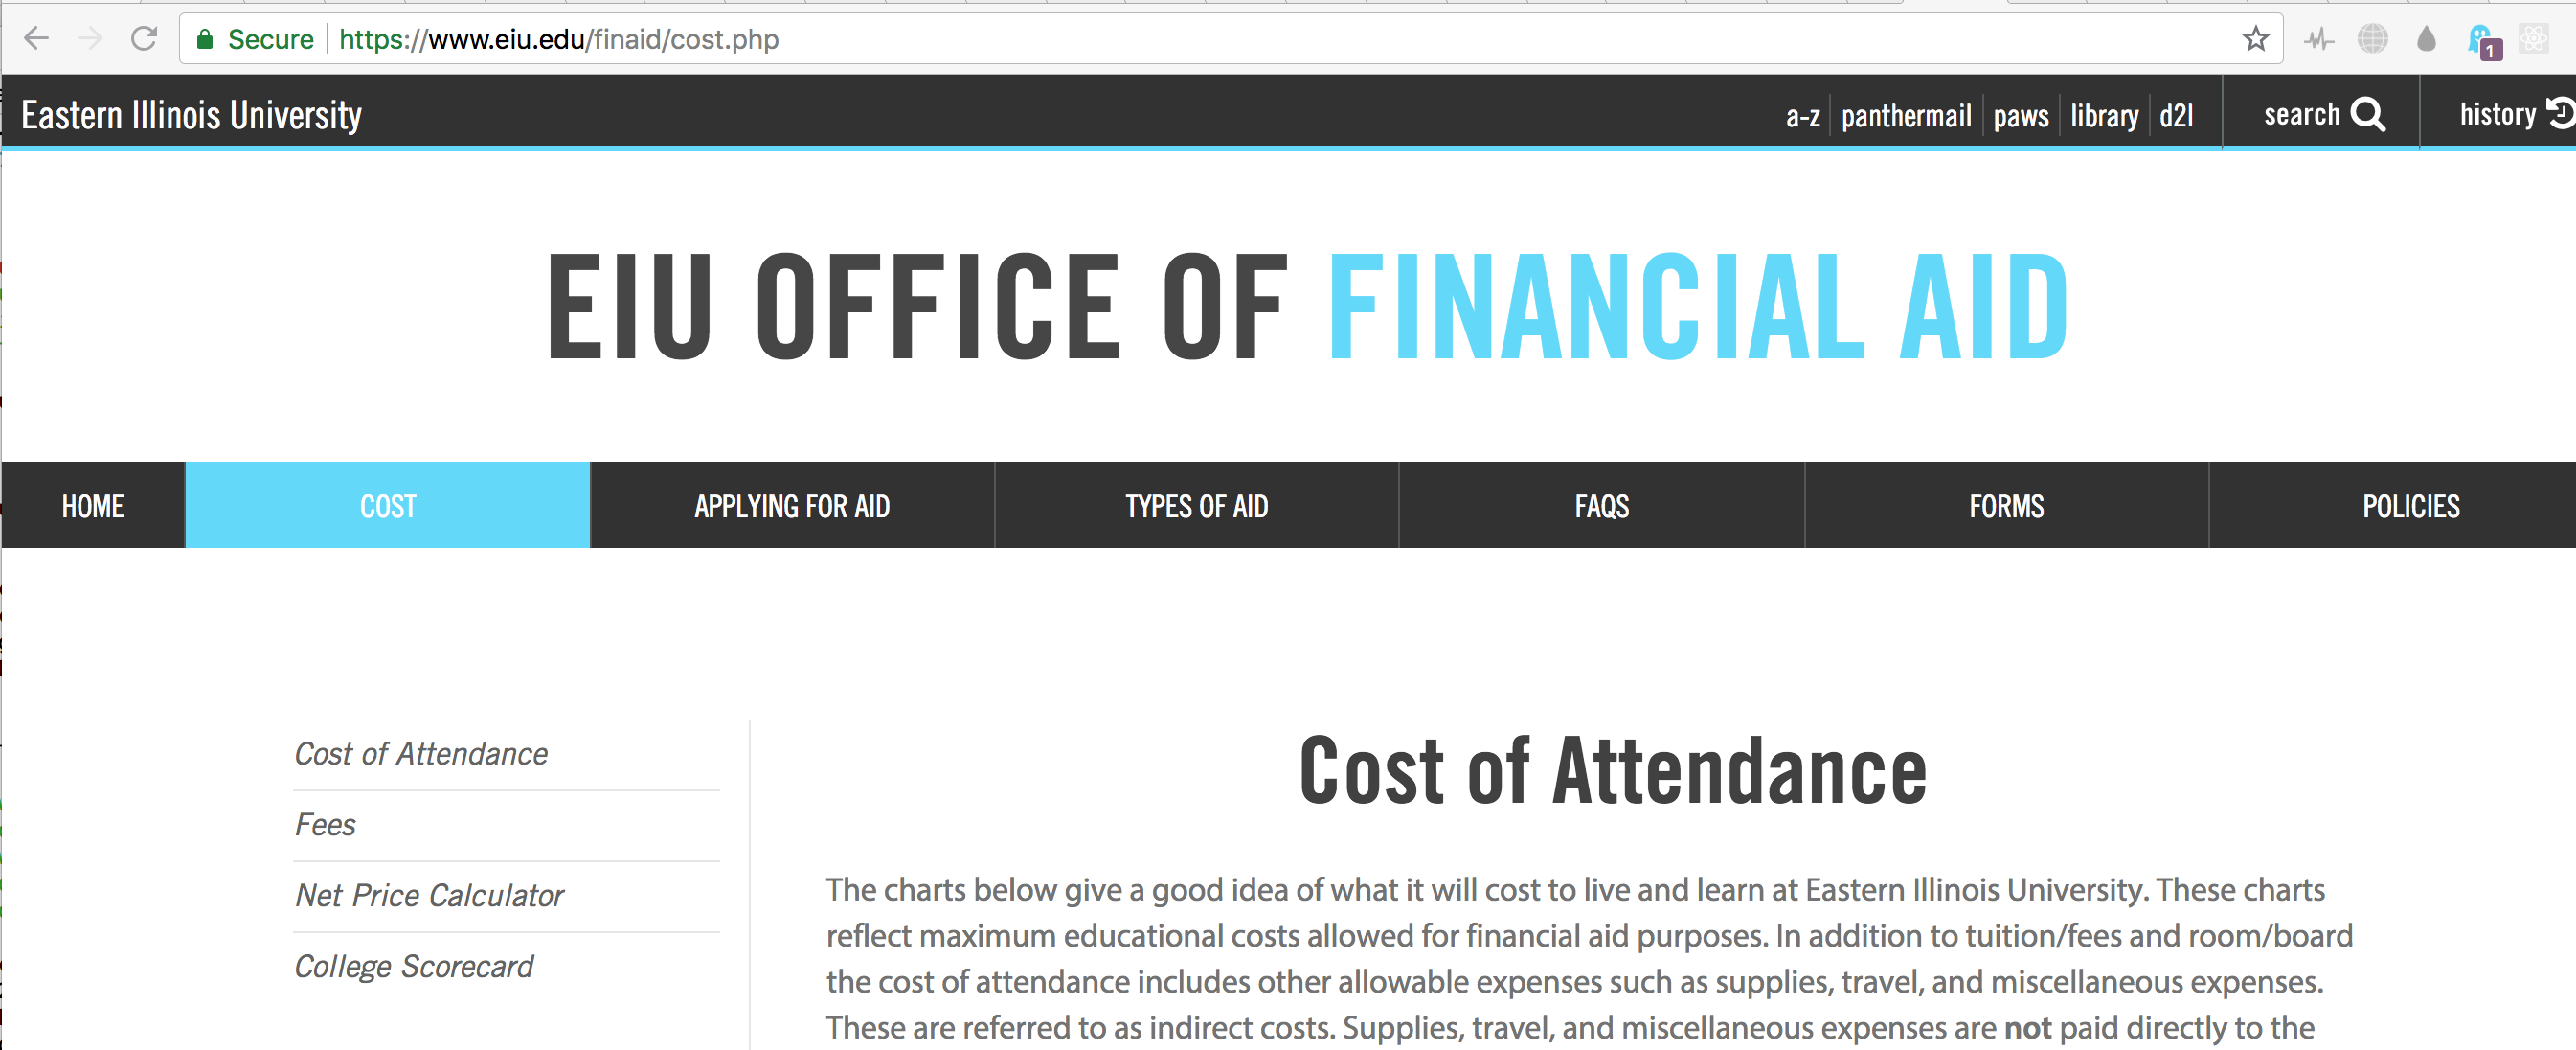 Secure https://www.eiu.edu/finaid/cost.php
1
Eastern Illinois University
a-z panthermail paws library d2l search history
EIU OFFICE OF FINANCIAL AID
HOME COST APPLYING FOR AID TYPES OF AID FAQS FORMS POLICIES
Cost of Attendance
Fees
Net Price Calculator
College Scorecard
Cost of Attendance
The charts below give a good idea of what it will cost to live and learn at Eastern Illinois University. These charts
reflect maximum educational costs allowed for financial aid purposes. In addition to tuition/fees and room/board
the cost of attendance includes other allowable expenses such as supplies, travel, and miscellaneous expenses.
These are referred to as indirect costs. Supplies, travel, and miscellaneous expenses are not paid directly to the